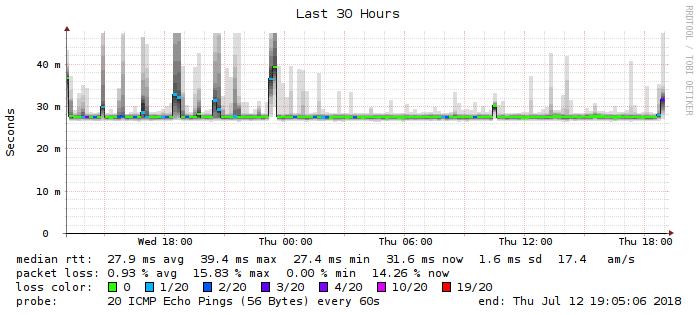 Last 30 Hours
RRDTOOL / TOBI OETIKER
Seconds
40 m
30 m
20 m
10 m
0
Wed 18:00 Thu 00:00 Thu 06:00 Thu 12:00 Thu 18:00
median rtt: 27.9 ms avg 39.4 ms max 27.4 ms min 31.6 ms now 1.6 ms sd 17.4 am/s
packet loss: 0.93 % avg 15.83 % max 0.00 % min 14.26 % now
loss color: 0 1/20 2/20 3/20 4/20 10/20 19/20
probe: 20 ICMP Echo Pings (56 Bytes) every 60s end: Thu Jul 12 19:05:06 2018